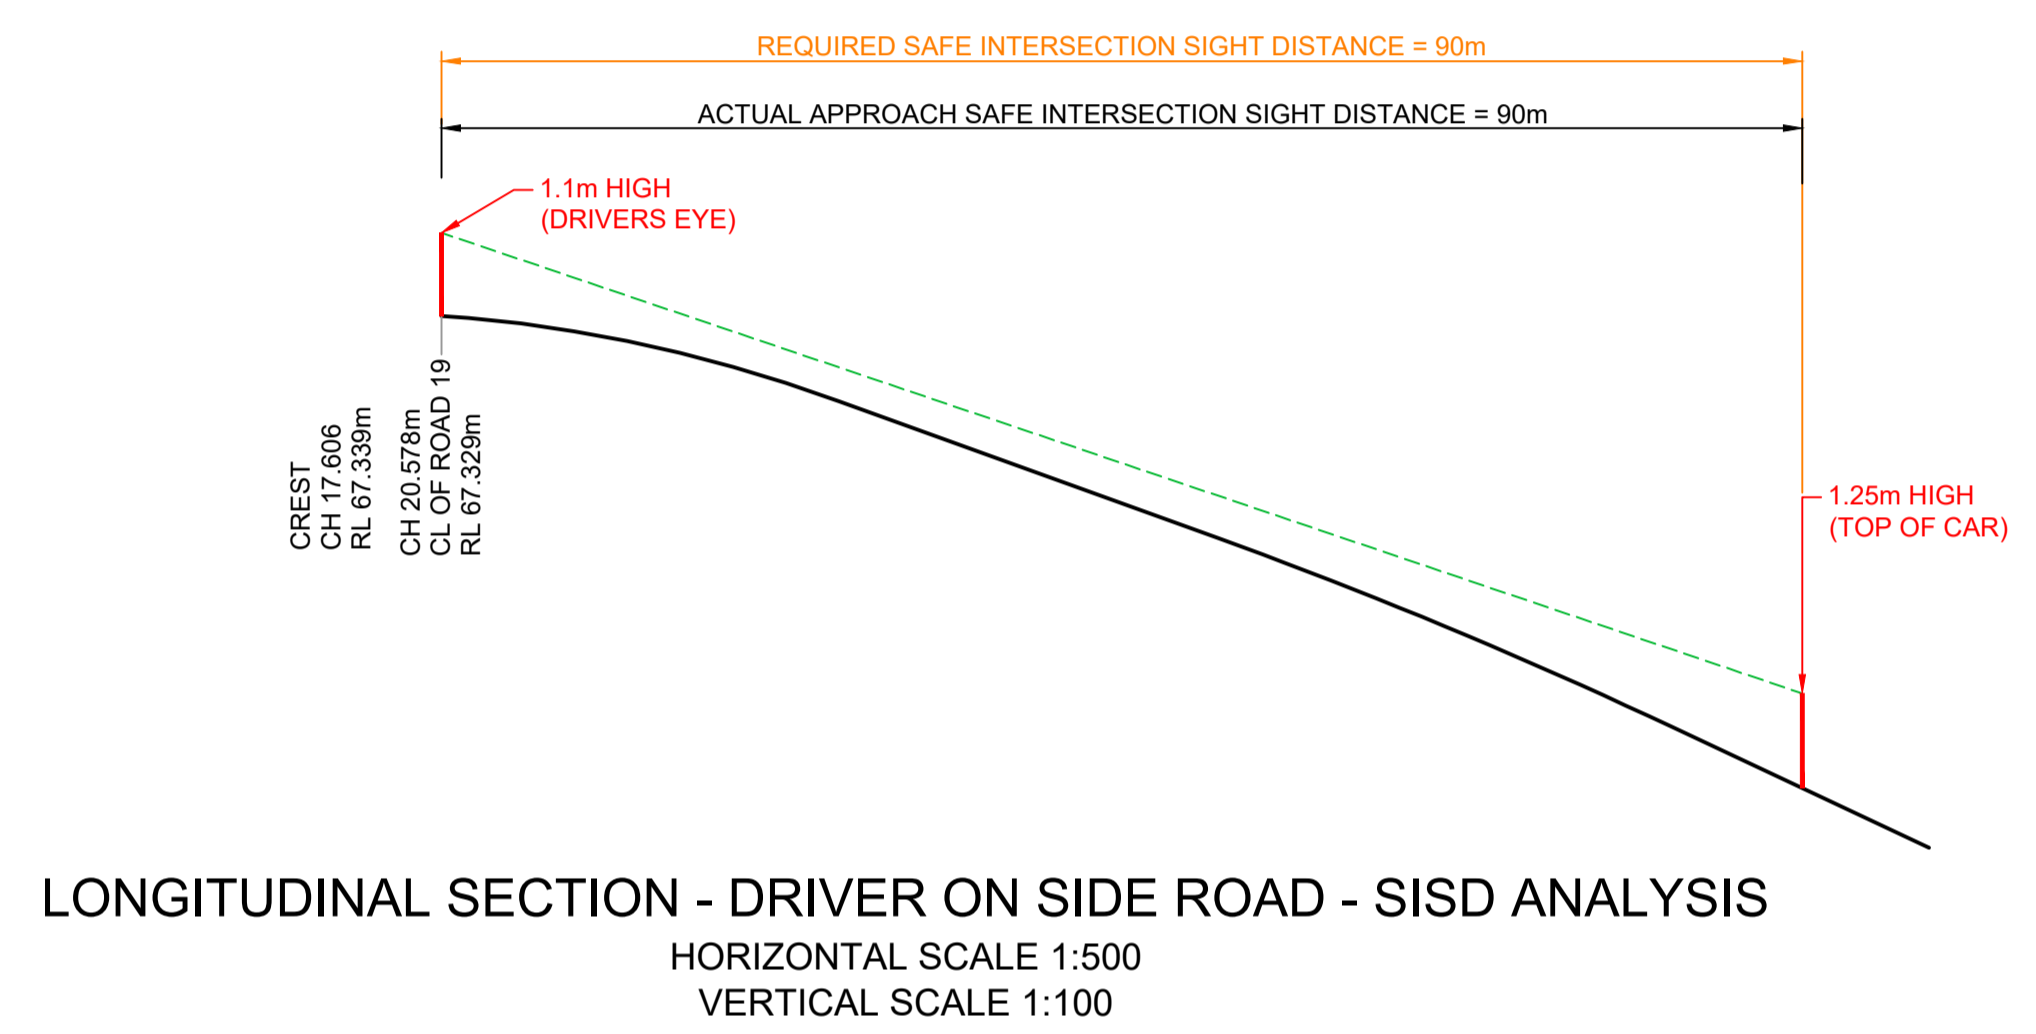 REQUIRED SAFE INTERSECTION SIGHT DISTANCE = 90m
ACTUAL APPROACH SAFE INTERSECTION SIGHT DISTANCE = 90m
1.1m HIGH
(DRIVERS EYE)
CREST
CH 17.606
RL 67.339m
CH 20.578m
CL OF ROAD 19
RL 67.329m
1.25m HIGH
(TOP OF CAR)
LONGITUDINAL SECTION - DRIVER ON SIDE ROAD - SISD ANALYSIS
HORIZONTAL SCALE 1:500
VERTICAL SCALE 1:100